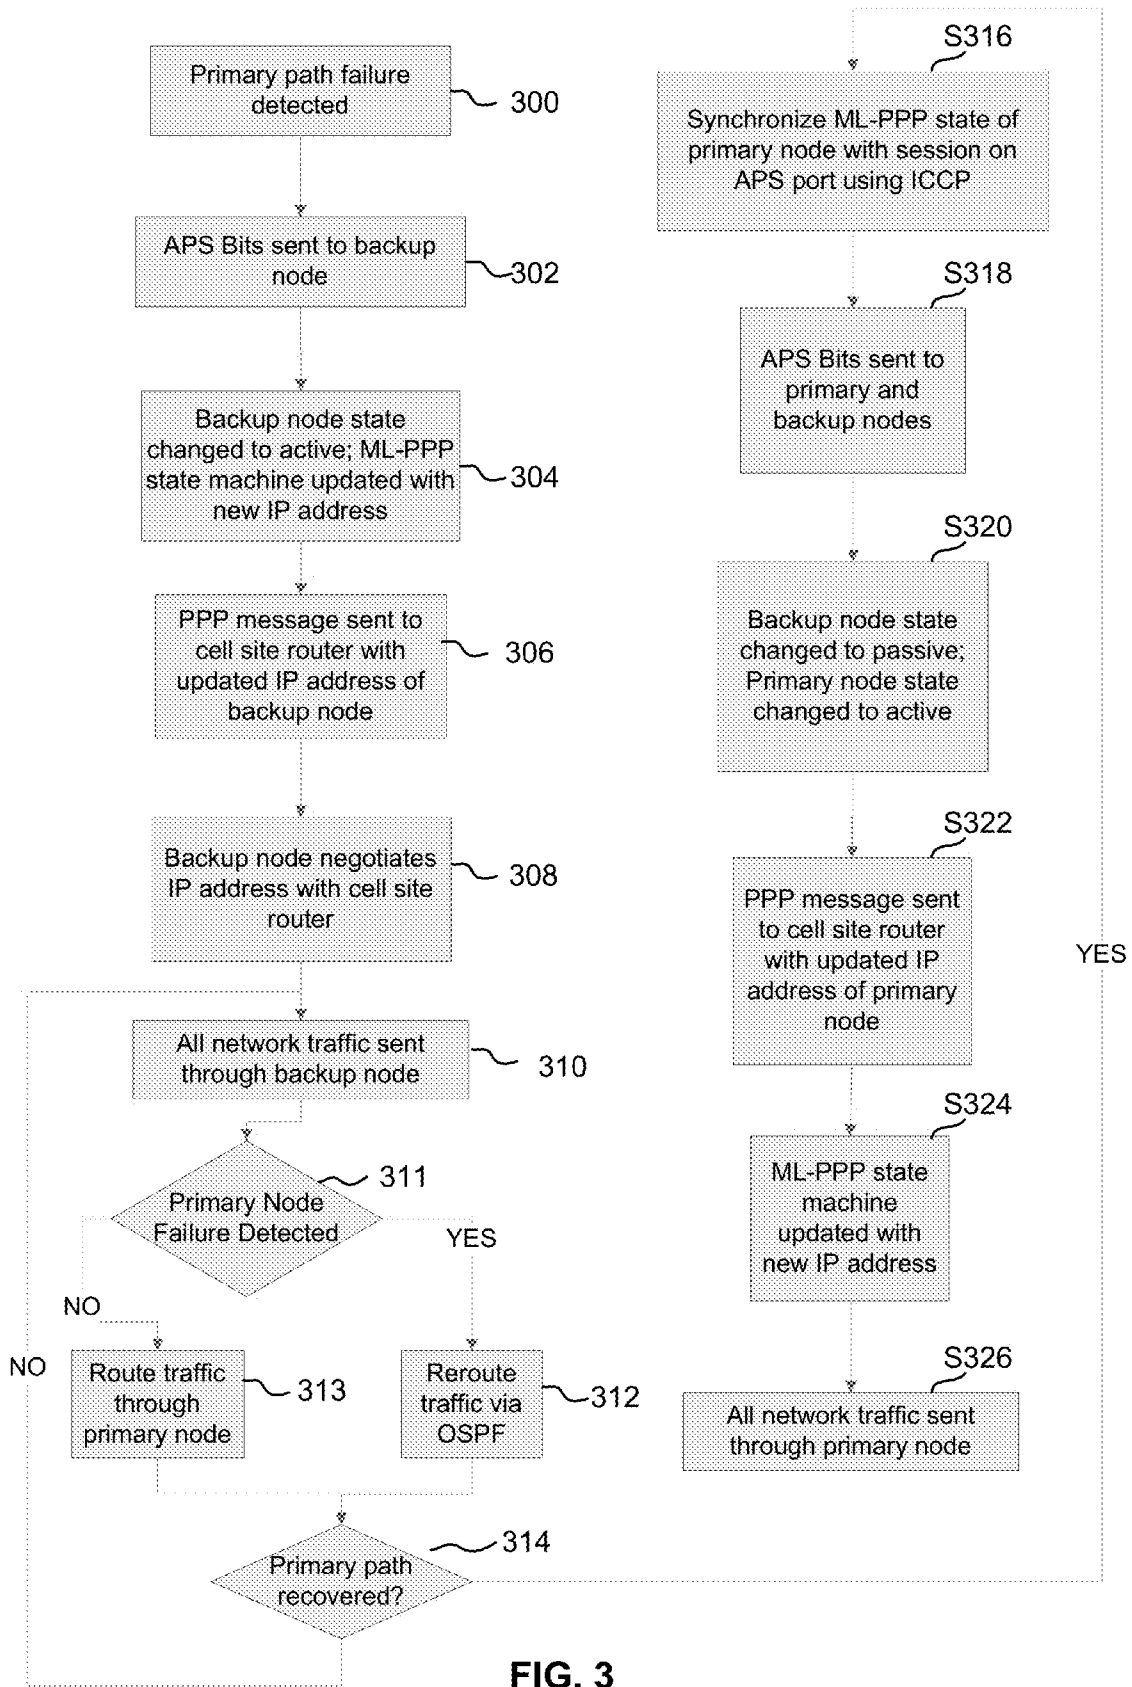 Primary path failure
detected
300
APS Bits sent to backup
node
302
Backup node state
changed to active; ML-PPP
state machine updated with
new IP address
304
PPP message sent to
cell site router with
updated IP address of
backup node
306
Backup node negotiates
IP address with cell site
router
308
All network traffic sent
through backup node
310
Primary Node
Failure Detected
311
YES
NO
NO
Route traffic
through
primary node
313
Reroute
traffic via
OSPF
312
Primary path
recovered?
314
YES
S316
Synchronize ML-PPP state of
primary node with session on
APS port using ICCP
S318
APS Bits sent to
primary and
backup nodes
S320
Backup node state
changed to passive;
Primary node state
changed to active
S322
PPP message sent
to cell site router
with updated IP
address of primary
node
S324
ML-PPP state
machine
updated with
new IP address
S326
All network traffic sent
through primary node
FIG. 3